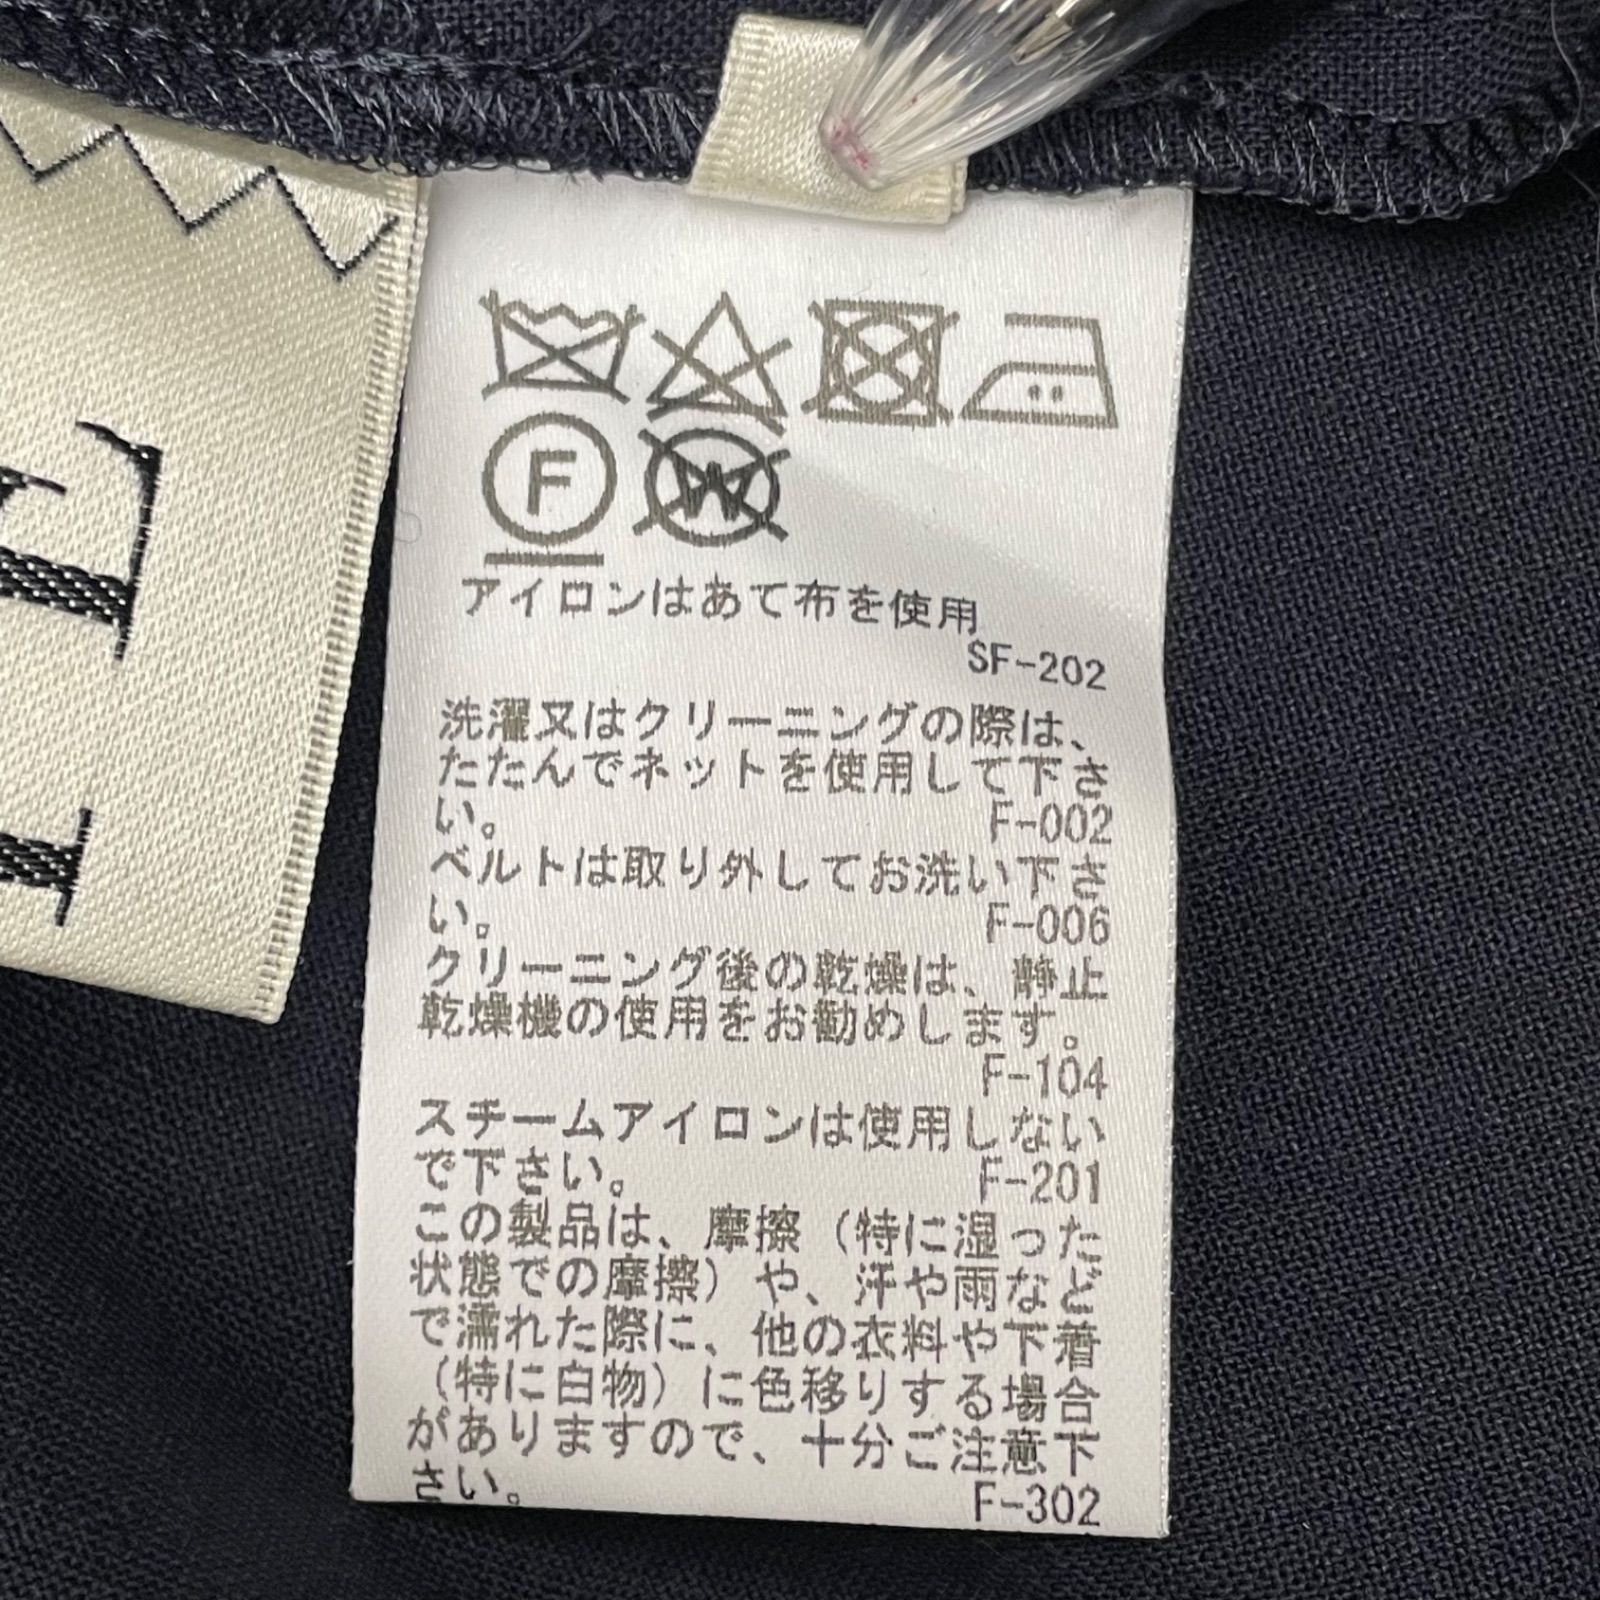 F W
アイロンはあて布を使用
SF-202
洗濯又はクリーニングの際は、
たたんでネットを使用して下さ
い。 F-002
ベルトは取り外してお洗い下さ
い。 F-006
クリーニング後の乾燥は、静止
乾燥機の使用をお勧めします。
F-104
スチームアイロンは使用しない
で下さい。 F-201
この製品は、摩擦（特に湿った
状態での摩擦）や、汗や雨など
で濡れた際に、他の衣料や下着
（特に白物）に色移りする場合
がありますので、十分ご注意下
さい。 F-302